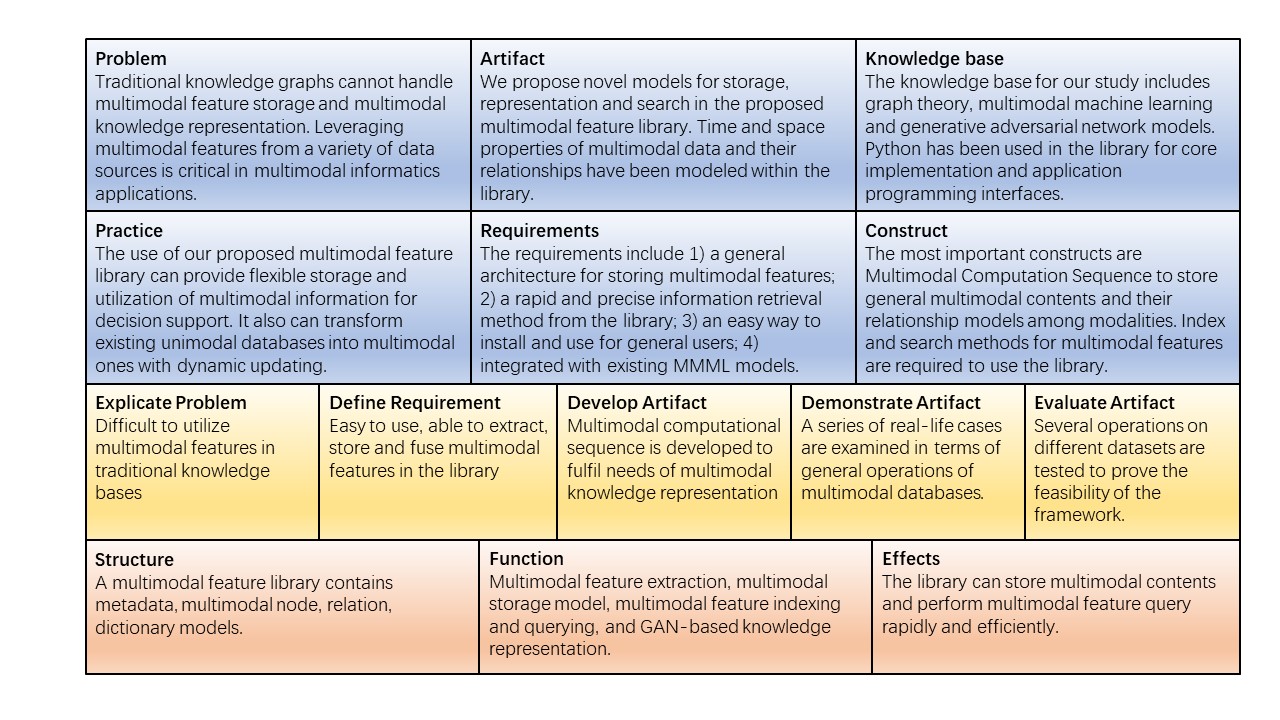 Problem
Traditional knowledge graphs cannot handle
multimodal feature storage and multimodal
knowledge representation. Leveraging
multimodal features from a variety of data
sources is critical in multimodal informatics
applications.
Artifact
We propose novel models for storage,
representation and search in the proposed
multimodal feature library. Time and space
properties of multimodal data and their
relationships have been modeled within the
library.
Knowledge base
The knowledge base for our study includes
graph theory, multimodal machine learning
and generative adversarial network models.
Python has been used in the library for core
implementation and application
programming interfaces.
Practice
The use of our proposed multimodal feature
library can provide flexible storage and
utilization of multimodal information for
decision support. It also can transform
existing unimodal databases into multimodal
ones with dynamic updating.
Requirements
The requirements include 1) a general
architecture for storing multimodal features;
2) a rapid and precise information retrieval
method from the library; 3) an easy way to
install and use for general users; 4)
integrated with existing MMML models.
Construct
The most important constructs are
Multimodal Computation Sequence to store
general multimodal contents and their
relationship models among modalities. Index
and search methods for multimodal features
are required to use the library.
Explicate Problem
Difficult to utilize
multimodal features in
traditional knowledge
bases
Define Requirement
Easy to use, able to extract,
store and fuse multimodal
features in the library
Develop Artifact
Multimodal computational
sequence is developed to
fulfil needs of multimodal
knowledge representation
Demonstrate Artifact
A series of real-life cases
are examined in terms of
general operations of
multimodal databases.
Evaluate Artifact
Several operations on
different datasets are
tested to prove the
feasibility of the
framework.
Structure
A multimodal feature library contains
metadata, multimodal node, relation,
dictionary models.
Function
Multimodal feature extraction, multimodal
storage model, multimodal feature indexing
and querying, and GAN-based knowledge
representation.
Effects
The library can store multimodal contents
and perform multimodal feature query
rapidly and efficiently.